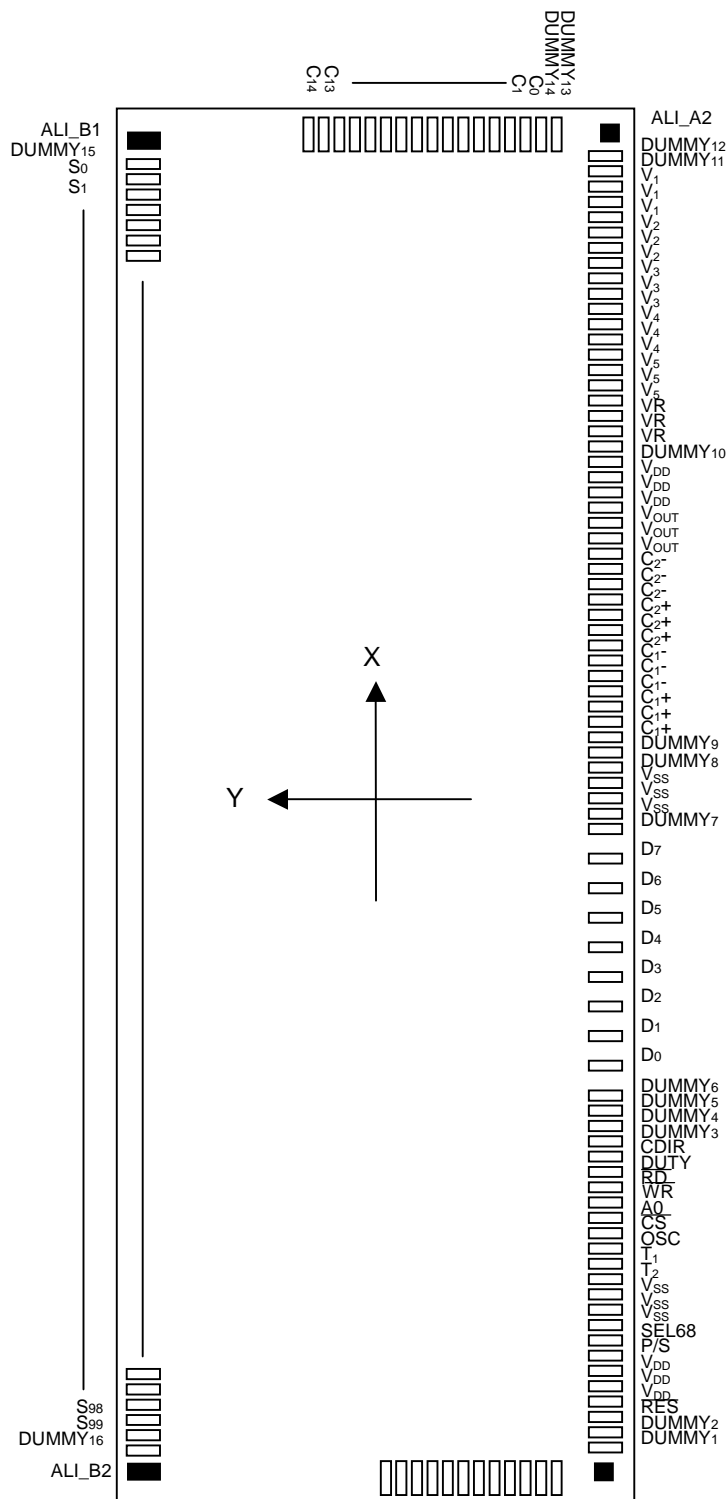 C14
C13
C1
C0
DUMMY14
DUMMY13
ALI_B1
DUMMY15
S0
S1
S98
S99
DUMMY16
ALI_B2
X
Y
ALI_A2
DUMMY12
DUMMY11
V1
V1
V1
V2
V2
V2
V3
V3
V3
V4
V4
V4
V5
V5
V5
VR
VR
VR
DUMMY10
VDD
VDD
VDD
VOUT
VOUT
VOUT
C2-
C2-
C2-
C2+
C2+
C2+
C1-
C1-
C1-
C1+
C1+
C1+
DUMMY9
DUMMY8
VSS
VSS
VSS
DUMMY7
D7
D6
D5
D4
D3
D2
D1
D0
DUMMY6
DUMMY5
DUMMY4
DUMMY3
CDIR
DUTY
RD
WR
A0
CS
OSC
T1
T2
VSS
VSS
VSS
SEL68
P/S
VDD
VDD
VDD
RES
DUMMY2
DUMMY1